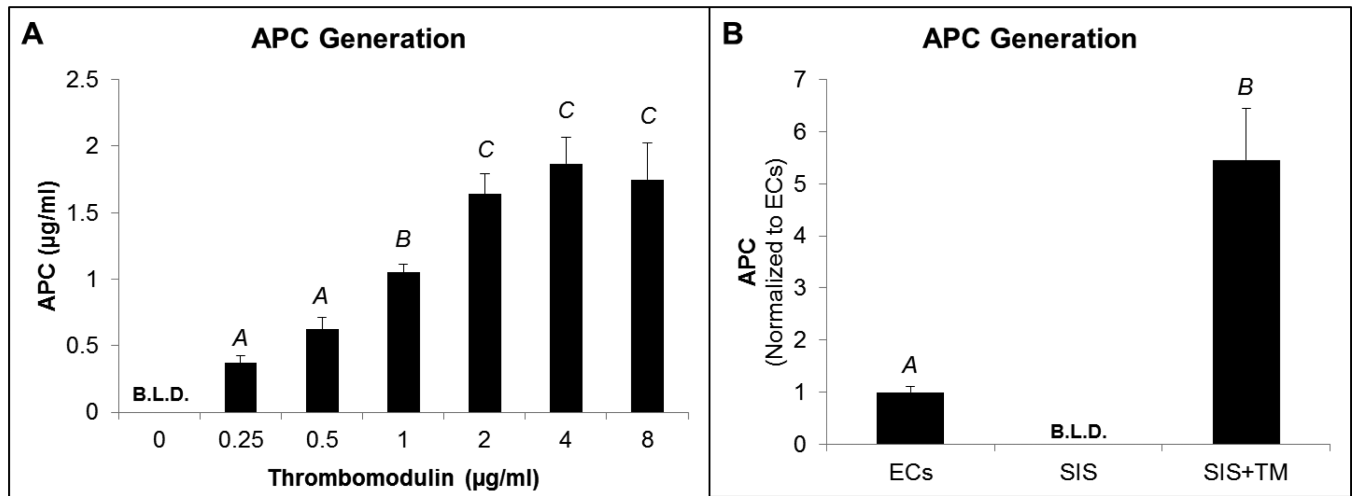 A
APC Generation
2.5
2
1.5
1
0.5
0
APC (µg/ml)
B.L.D.
A
A
B
C
C
C
0 0.25 0.5 1 2 4 8
Thrombomodulin (µg/ml)
B
APC Generation
7
6
5
4
3
2
1
0
APC
(Normalized to ECs)
A
B.L.D.
B
ECs SIS SIS+TM